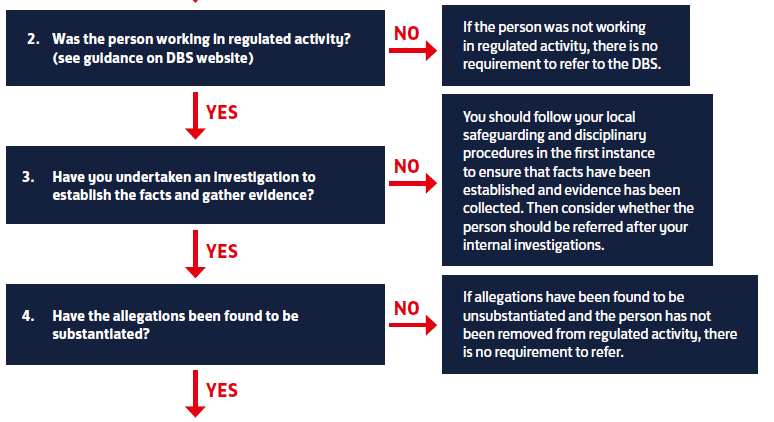 2. Was the person working in regulated activity?
(see guidance on DBS website)
NO
If the person was not working
in regulated activity, there is no
requirement to refer to the DBS.
YES
3. Have you undertaken an investigation to
establish the facts and gather evidence?
NO
You should follow your local
safeguarding and disciplinary
procedures in the first instance
to ensure that facts have been
established and evidence has been
collected. Then consider whether the
person should be referred after your
internal investigations.
YES
4. Have the allegations been found to be
substantiated?
NO
If allegations have been found to be
unsubstantiated and the person has not
been removed from regulated activity, there
is no requirement to refer.
YES